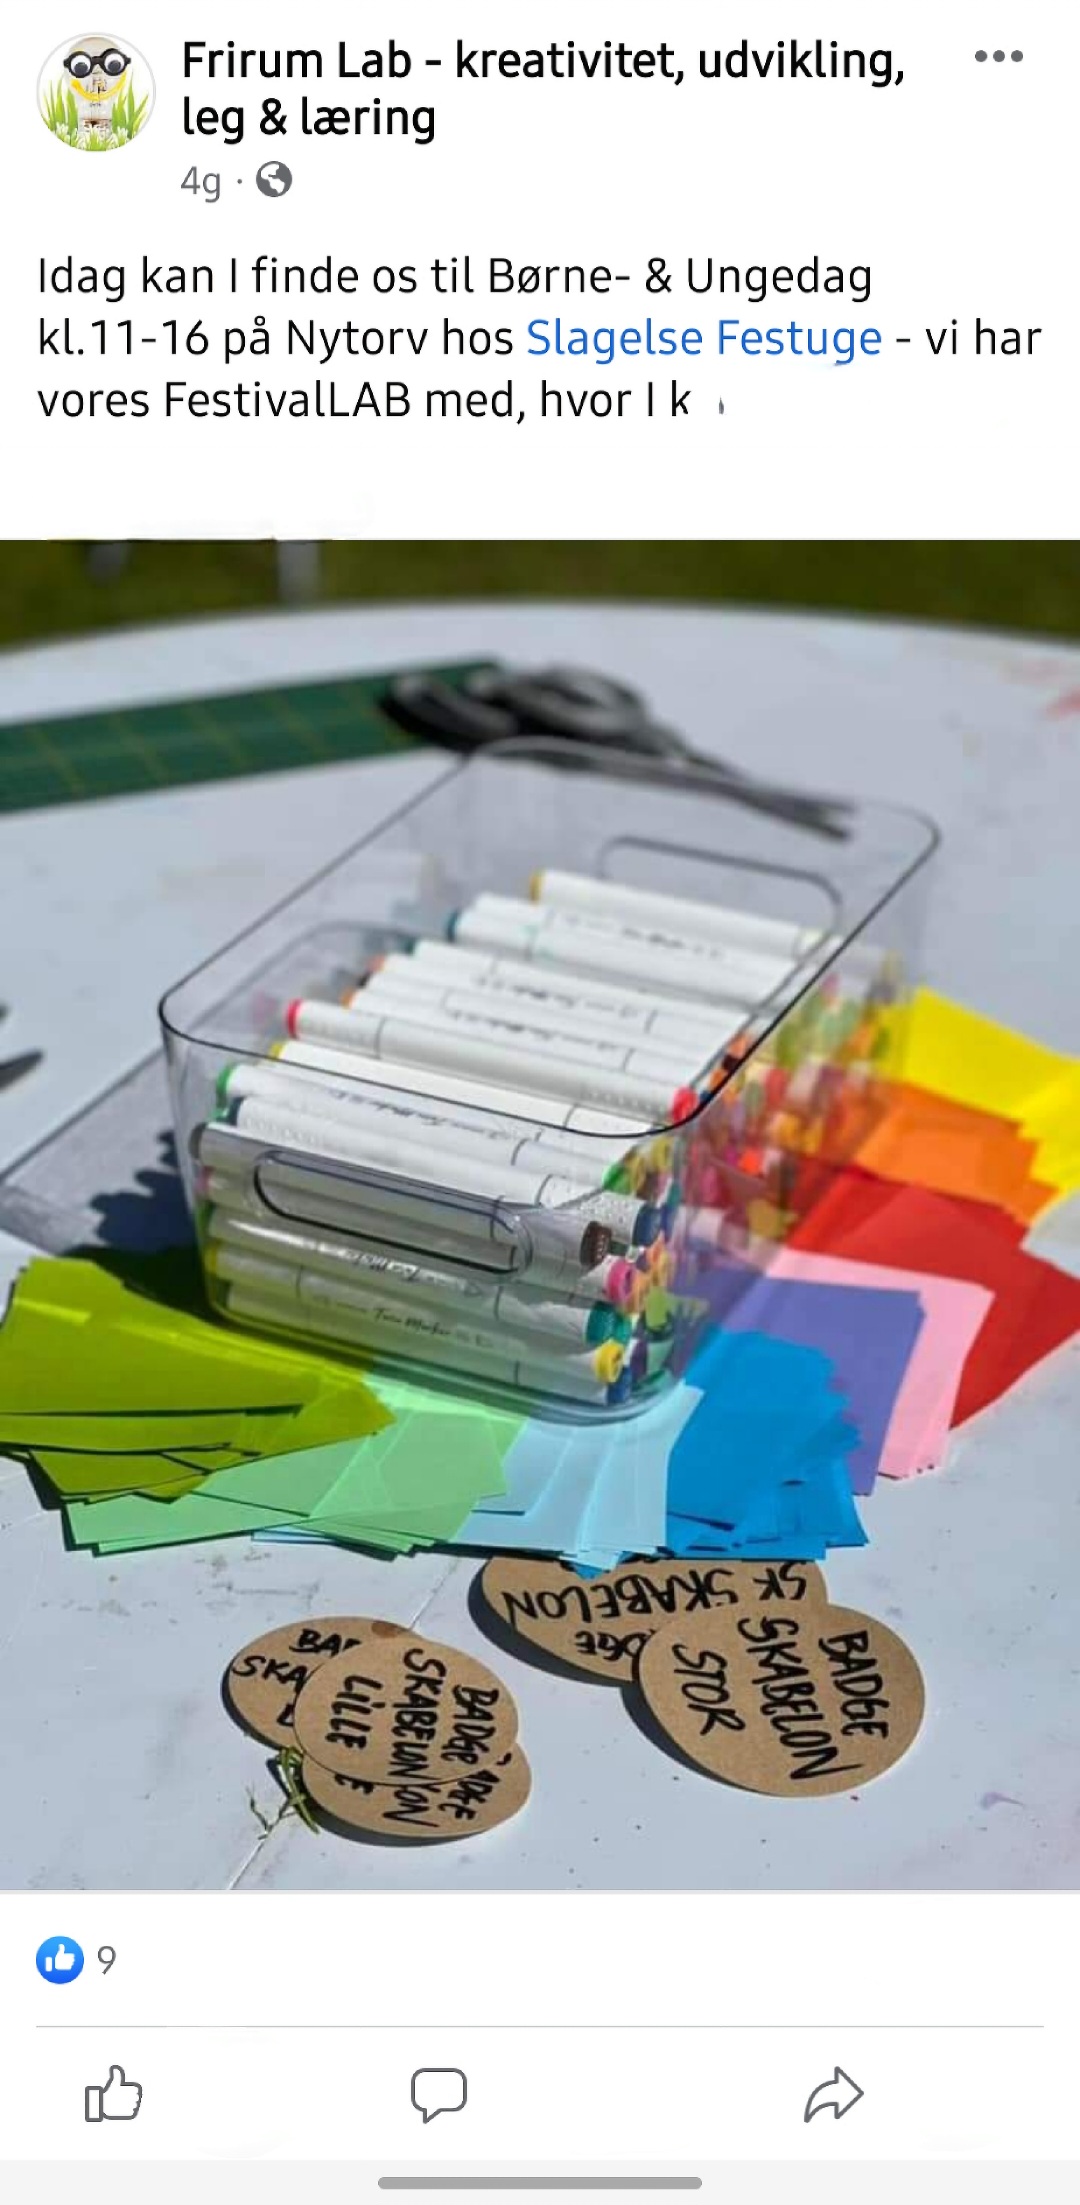 Frirum Lab - kreativitet, udvikling,
leg & læring
4g ·
Idag kan I finde os til Børne- & Ungedag
kl.11-16 på Nytorv hos Slagelse Festuge - vi har
vores FestivalLAB med, hvor I k
SK SKABELON
BADGE
SKABELON
STOR
BADGE
SKABELON
LILLE
9